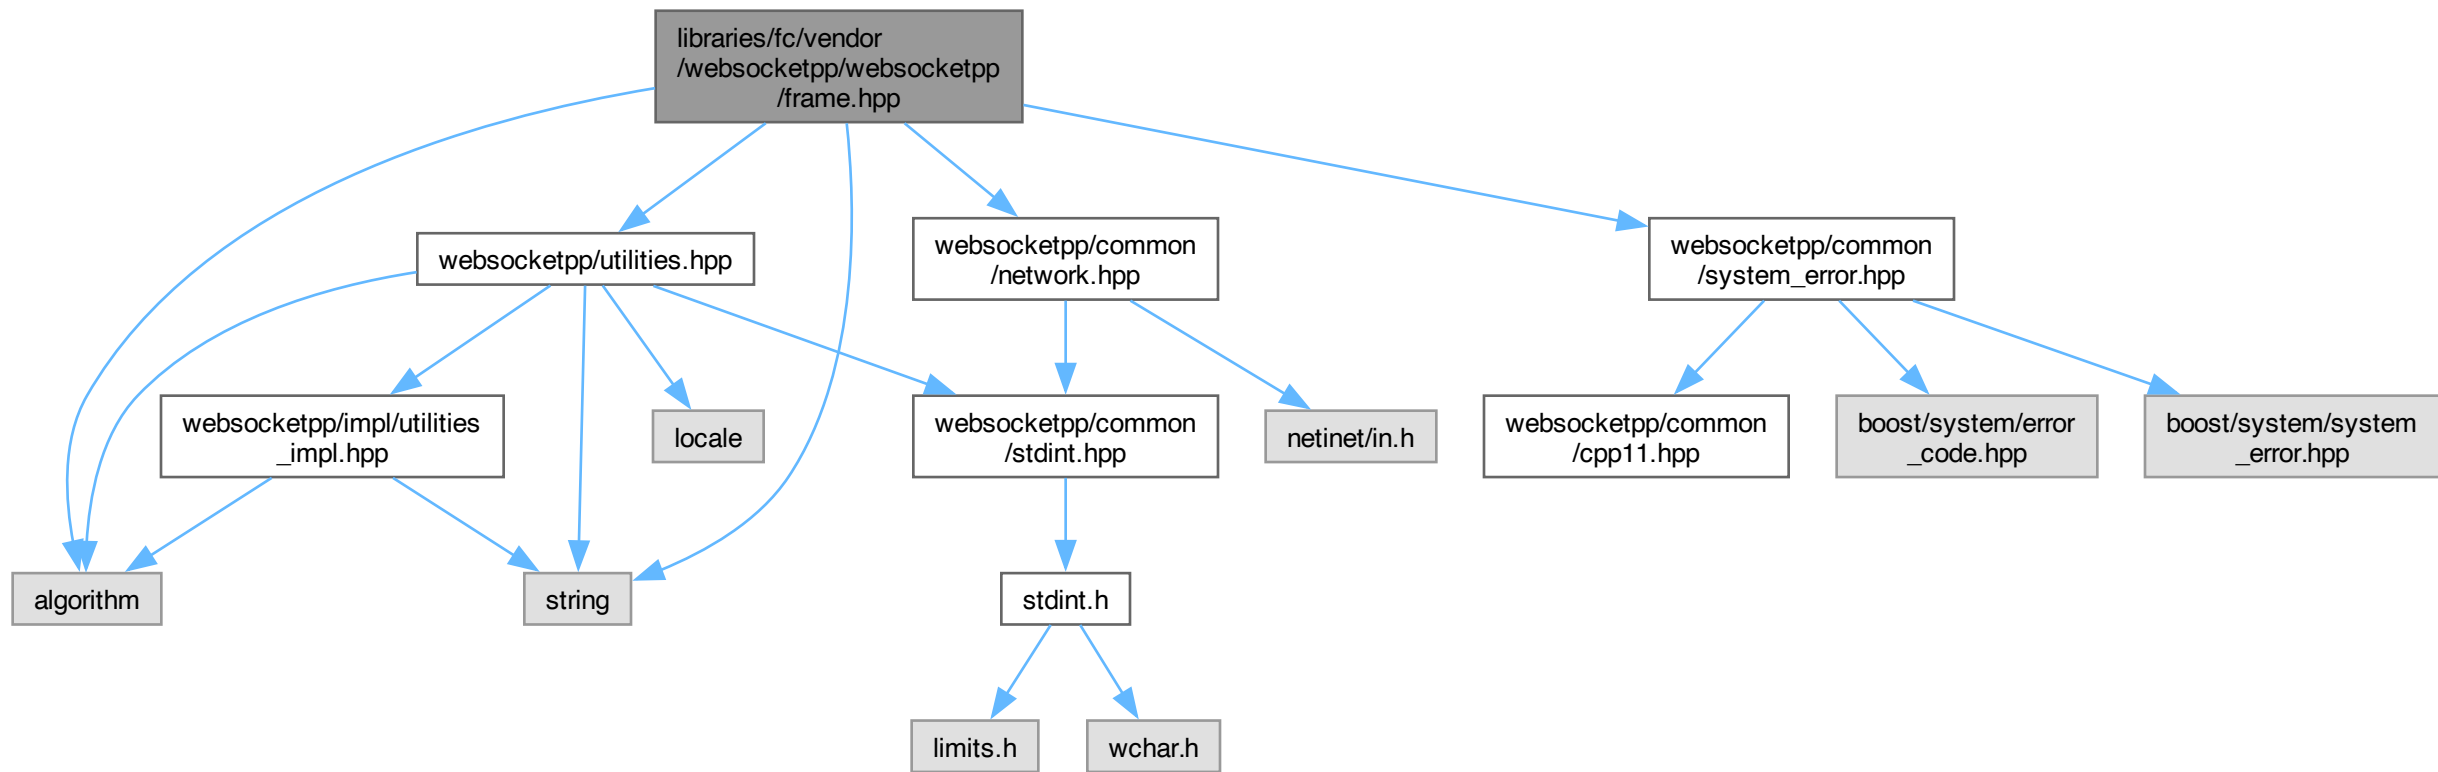 libraries/fc/vendor
/websocketpp/websocketpp
/frame.hpp
websocketpp/utilities.hpp
websocketpp/common
/network.hpp
websocketpp/common
/system_error.hpp
websocketpp/impl/utilities
_impl.hpp
locale
websocketpp/common
/stdint.hpp
netinet/in.h
websocketpp/common
/cpp11.hpp
boost/system/error
_code.hpp
boost/system/system
_error.hpp
algorithm
string
stdint.h
limits.h
wchar.h